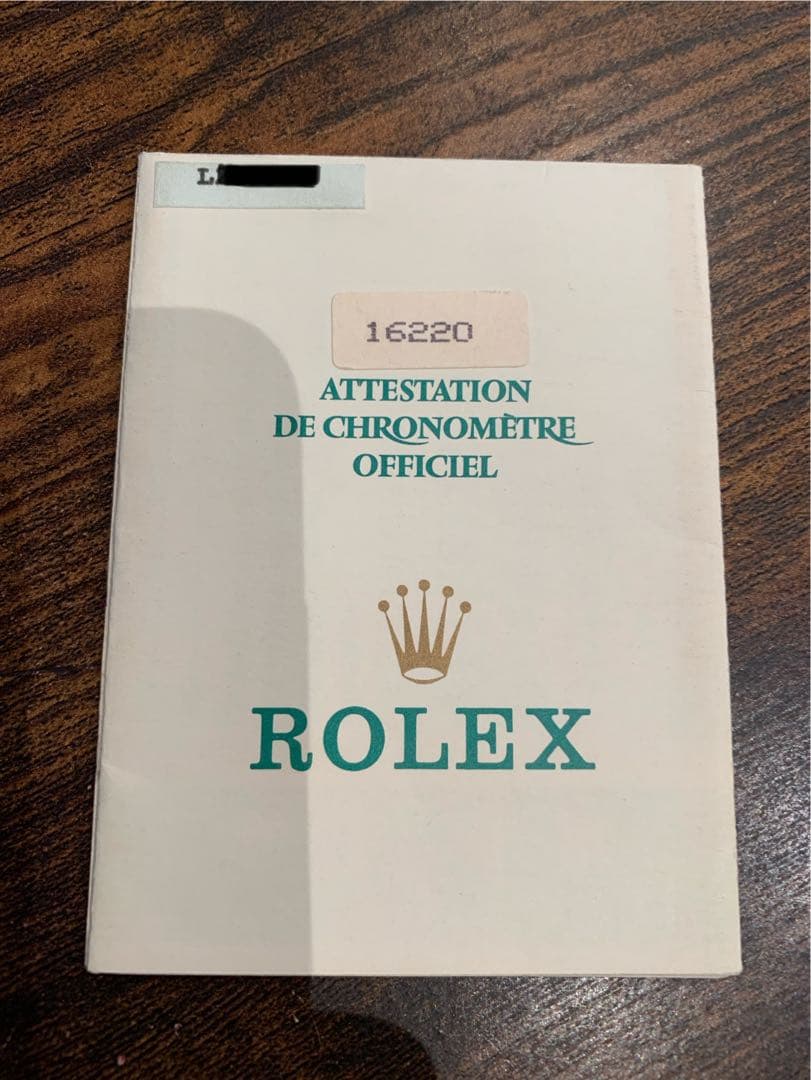 L
16220
ATTESTATION
DE CHRONOMÈTRE
OFFICIEL
ROLEX